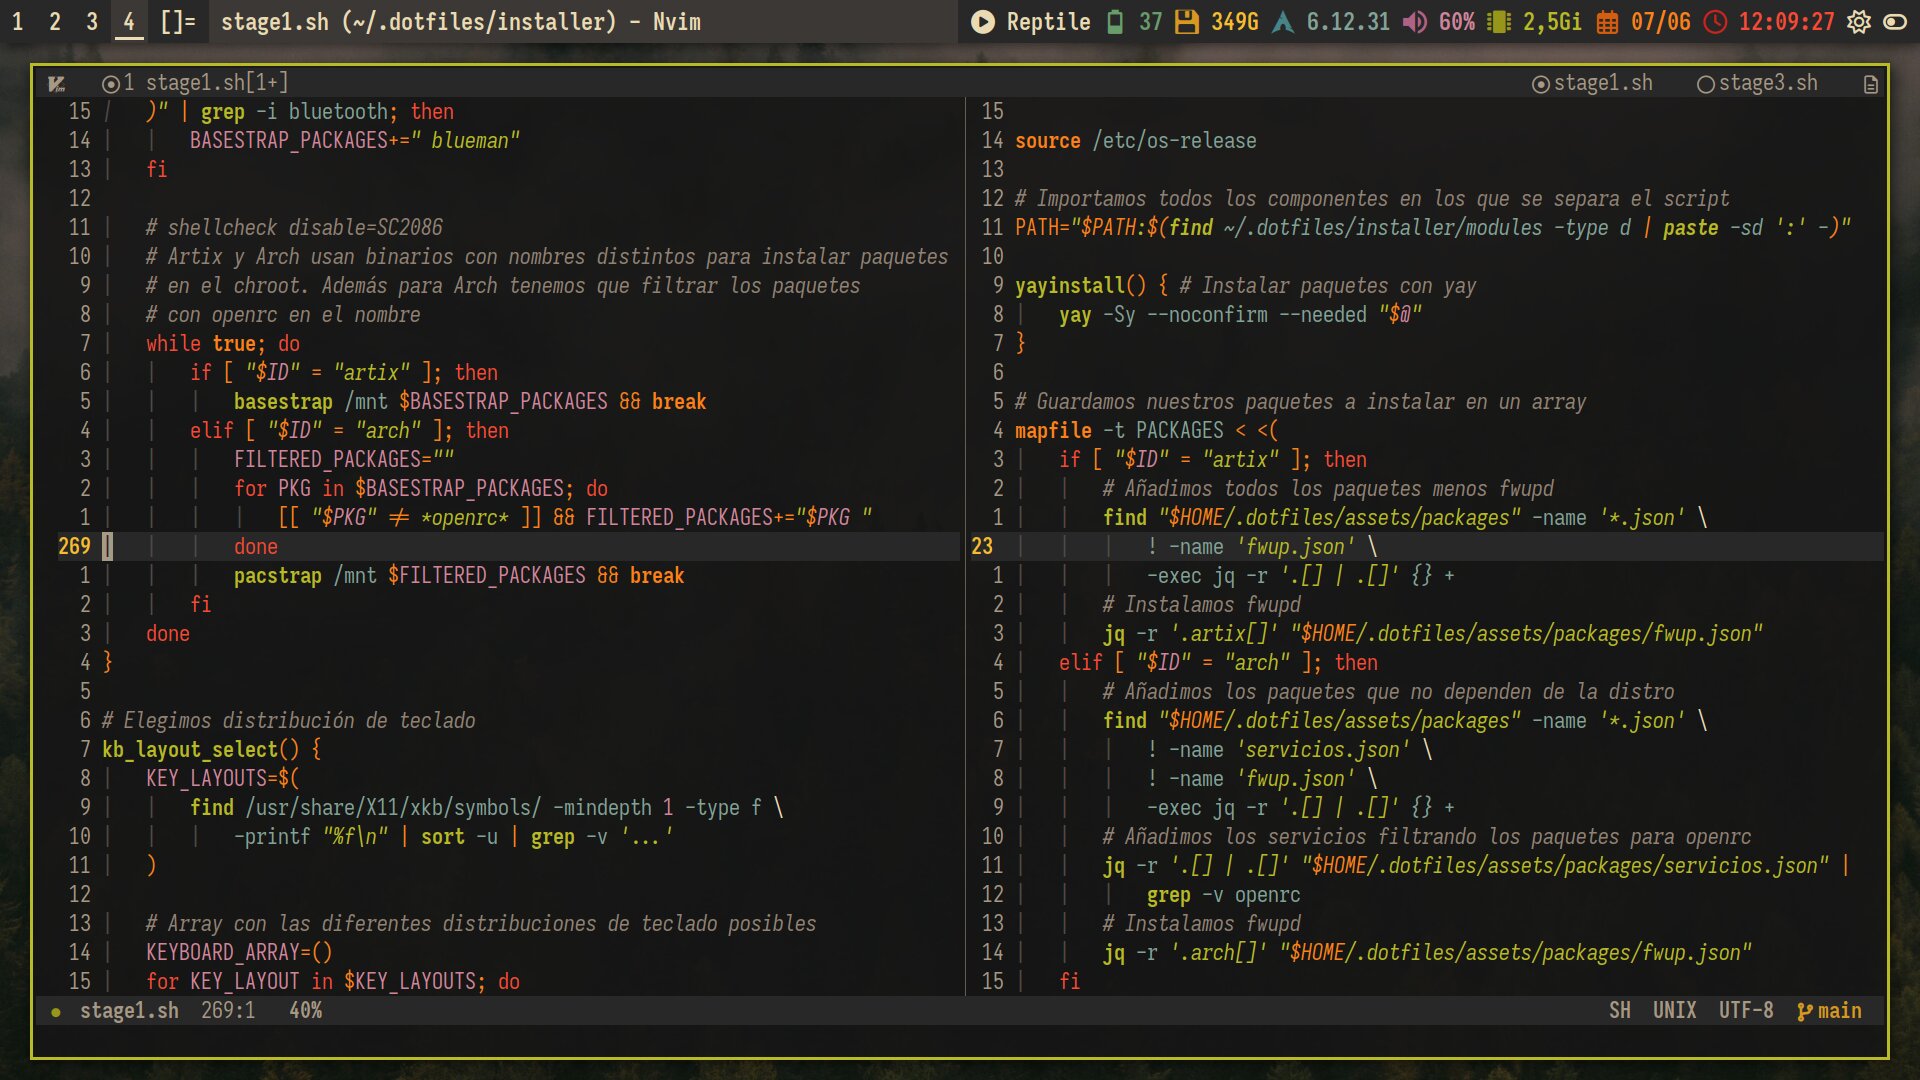 1 2 3 4 []= stage1.sh (~/.dotfiles/installer) - Nvim
Reptile 37 349G 6.12.31 60% 2,5Gi 07/06 12:09:27
1 stage1.sh[1+]
stage1.sh stage3.sh
15 )" | grep -i bluetooth; then
14 BASESTRAP_PACKAGES+=" blueman"
13 fi
12
11 # shellcheck disable=SC2086
10 # Artix y Arch usan binarios con nombres distintos para instalar paquetes
9 # en el chroot. Además para Arch tenemos que filtrar los paquetes
8 # con openrc en el nombre
7 while true; do
6 if [ "$ID" = "artix" ]; then
5 basestrap /mnt $BASESTRAP_PACKAGES && break
4 elif [ "$ID" = "arch" ]; then
3 FILTERED_PACKAGES=""
2 for PKG in $BASESTRAP_PACKAGES; do
1 [[ "$PKG" != *openrc* ]] && FILTERED_PACKAGES+="$PKG "
269 done
1 pacstrap /mnt $FILTERED_PACKAGES && break
2 fi
3 done
4 }
5
6 # Elegimos distribución de teclado
7 kb_layout_select() {
8 KEY_LAYOUTS=$(
9 find /usr/share/X11/xkb/symbols/ -mindepth 1 -type f \
10 -printf "%f\n" | sort -u | grep -v '...'
11 )
12
13 # Array con las diferentes distribuciones de teclado posibles
14 KEYBOARD_ARRAY=()
15 for KEY_LAYOUT in $KEY_LAYOUTS; do
15
14 source /etc/os-release
13
12 # Importamos todos los componentes en los que se separa el script
11 PATH="$PATH:$(find ~/.dotfiles/installer/modules -type d | paste -sd ':' -)"
10
9 yayinstall() { # Instalar paquetes con yay
8 yay -Sy --noconfirm --needed "$@"
7 }
6
5 # Guardamos nuestros paquetes a instalar en un array
4 mapfile -t PACKAGES < <(
3 if [ "$ID" = "artix" ]; then
2 # Añadimos todos los paquetes menos fwupd
1 find "$HOME/.dotfiles/assets/packages" -name '*.json' \
23 ! -name 'fwup.json' \
1 -exec jq -r '.[] | .[]' {} +
2 # Instalamos fwupd
3 jq -r '.artix[]' "$HOME/.dotfiles/assets/packages/fwup.json"
4 elif [ "$ID" = "arch" ]; then
5 # Añadimos los paquetes que no dependen de la distro
6 find "$HOME/.dotfiles/assets/packages" -name '*.json' \
7 ! -name 'servicios.json' \
8 ! -name 'fwup.json' \
9 -exec jq -r '.[] | .[]' {} +
10 # Añadimos los servicios filtrando los paquetes para openrc
11 jq -r '.[] | .[]' "$HOME/.dotfiles/assets/packages/servicios.json" |
12 grep -v openrc
13 # Instalamos fwupd
14 jq -r '.arch[]' "$HOME/.dotfiles/assets/packages/fwup.json"
15 fi
stage1.sh 269:1 40%
SH UNIX UTF-8 main